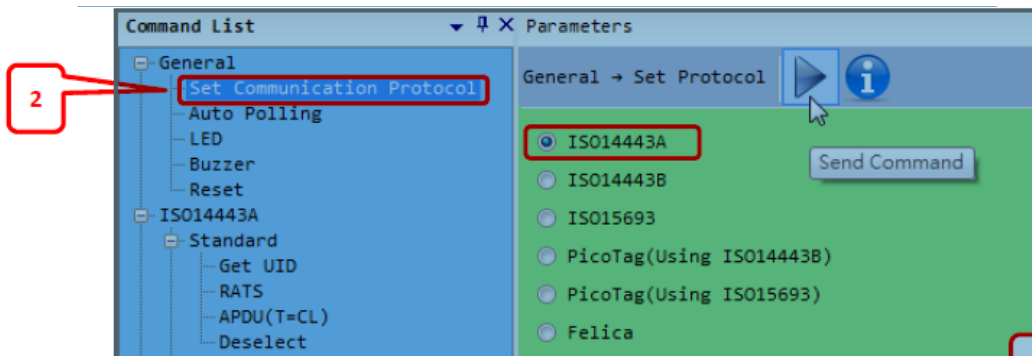 Command List
2
General
Set Communication Protocol
Auto Polling
LED
Buzzer
Reset
ISO14443A
Standard
Get UID
RATS
APDU(T=CL)
Deselect
Parameters
General → Set Protocol
Send Command
ISO14443A
ISO14443B
ISO15693
PicoTag(Using ISO14443B)
PicoTag(Using ISO15693)
Felica